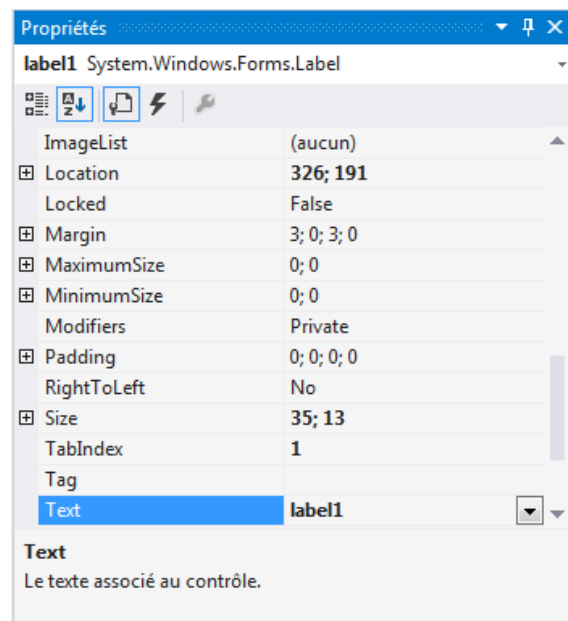 Propriétés
label1 System.Windows.Forms.Label
ImageList (aucun)
Location 326; 191
Locked False
Margin 3; 0; 3; 0
MaximumSize 0; 0
MinimumSize 0; 0
Modifiers Private
Padding 0; 0; 0; 0
RightToLeft No
Size 35; 13
TabIndex 1
Tag
Text label1
Text
Le texte associé au contrôle.